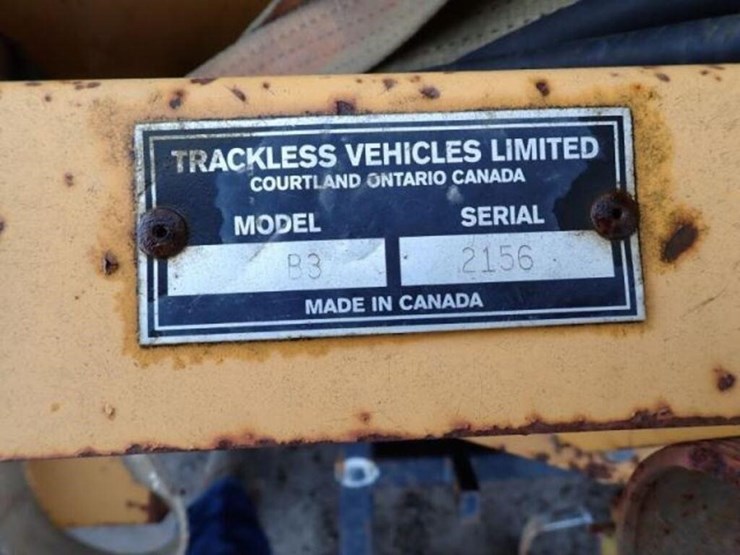 TRACKLESS VEHICLES LIMITED
COURTLAND ONTARIO CANADA
MODEL SERIAL
B3 2156
MADE IN CANADA